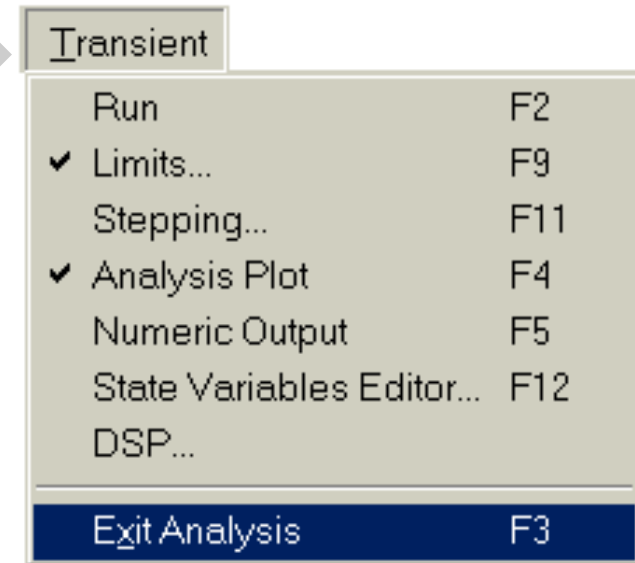 Transient
Run F2
Limits... F9
Stepping... F11
Analysis Plot F4
Numeric Output F5
State Variables Editor... F12
DSP...
Exit Analysis F3